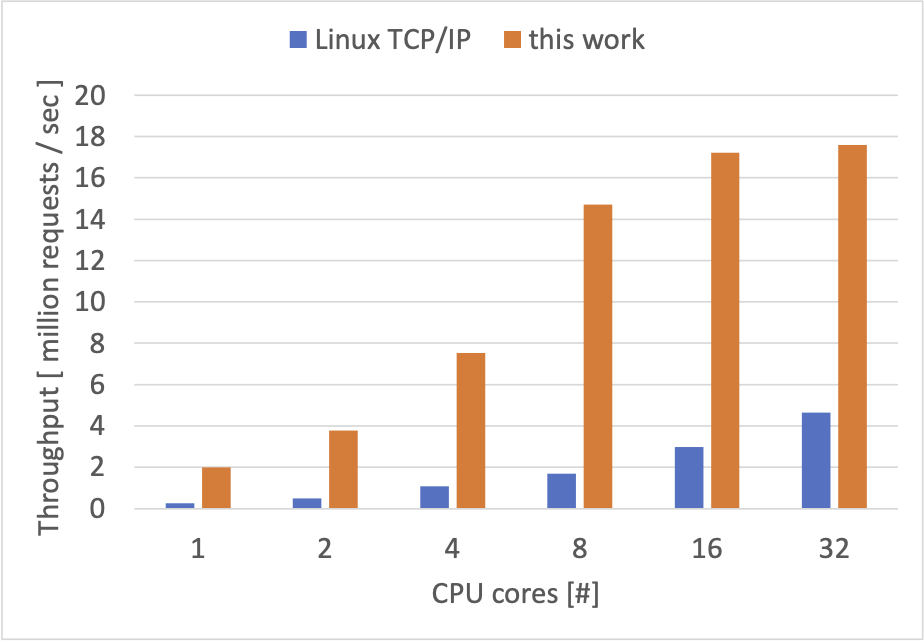 Linux TCP/IP this work
Throughput [ million requests / sec ]
20
18
16
14
12
10
8
6
4
2
0
1 2 4 8 16 32
CPU cores [#]